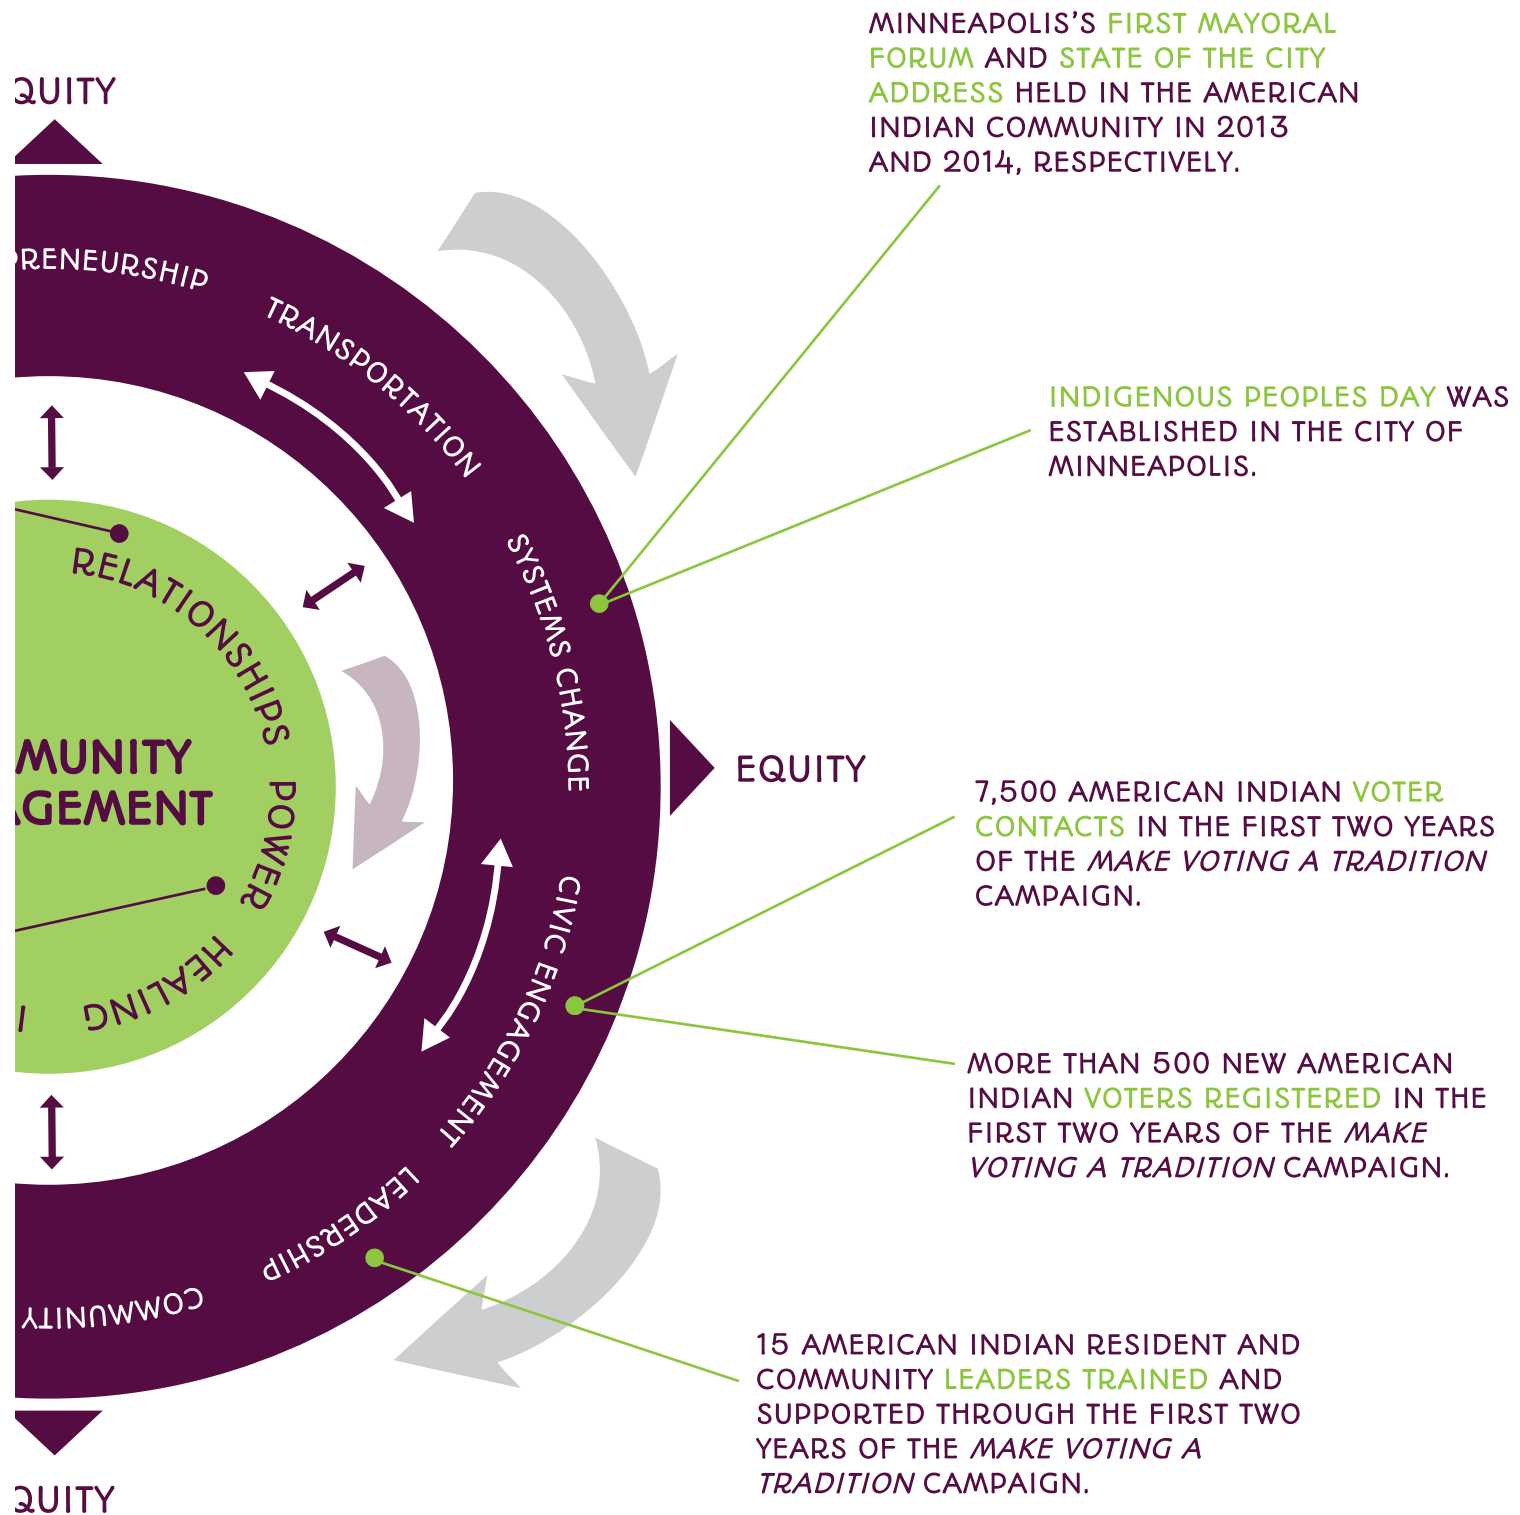 MINNEAPOLIS'S FIRST MAYORAL
FORUM AND STATE OF THE CITY
ADDRESS HELD IN THE AMERICAN
INDIAN COMMUNITY IN 2013
AND 2014, RESPECTIVELY.
QUITY
PRENEURSHIP
TRANSPORTATION
SYSTEMS CHANGE
CIVIC ENGAGEMENT
LEADERSHIP
COMMUNITY
INDIGENOUS PEOPLES DAY WAS
ESTABLISHED IN THE CITY OF
MINNEAPOLIS.
RELATIONSHIPS
POWER
HEALING
MUNITY
AGEMENT
EQUITY
7,500 AMERICAN INDIAN VOTER
CONTACTS IN THE FIRST TWO YEARS
OF THE MAKE VOTING A TRADITION
CAMPAIGN.
MORE THAN 500 NEW AMERICAN
INDIAN VOTERS REGISTERED IN THE
FIRST TWO YEARS OF THE MAKE
VOTING A TRADITION CAMPAIGN.
15 AMERICAN INDIAN RESIDENT AND
COMMUNITY LEADERS TRAINED AND
SUPPORTED THROUGH THE FIRST TWO
YEARS OF THE MAKE VOTING A
TRADITION CAMPAIGN.
QUITY